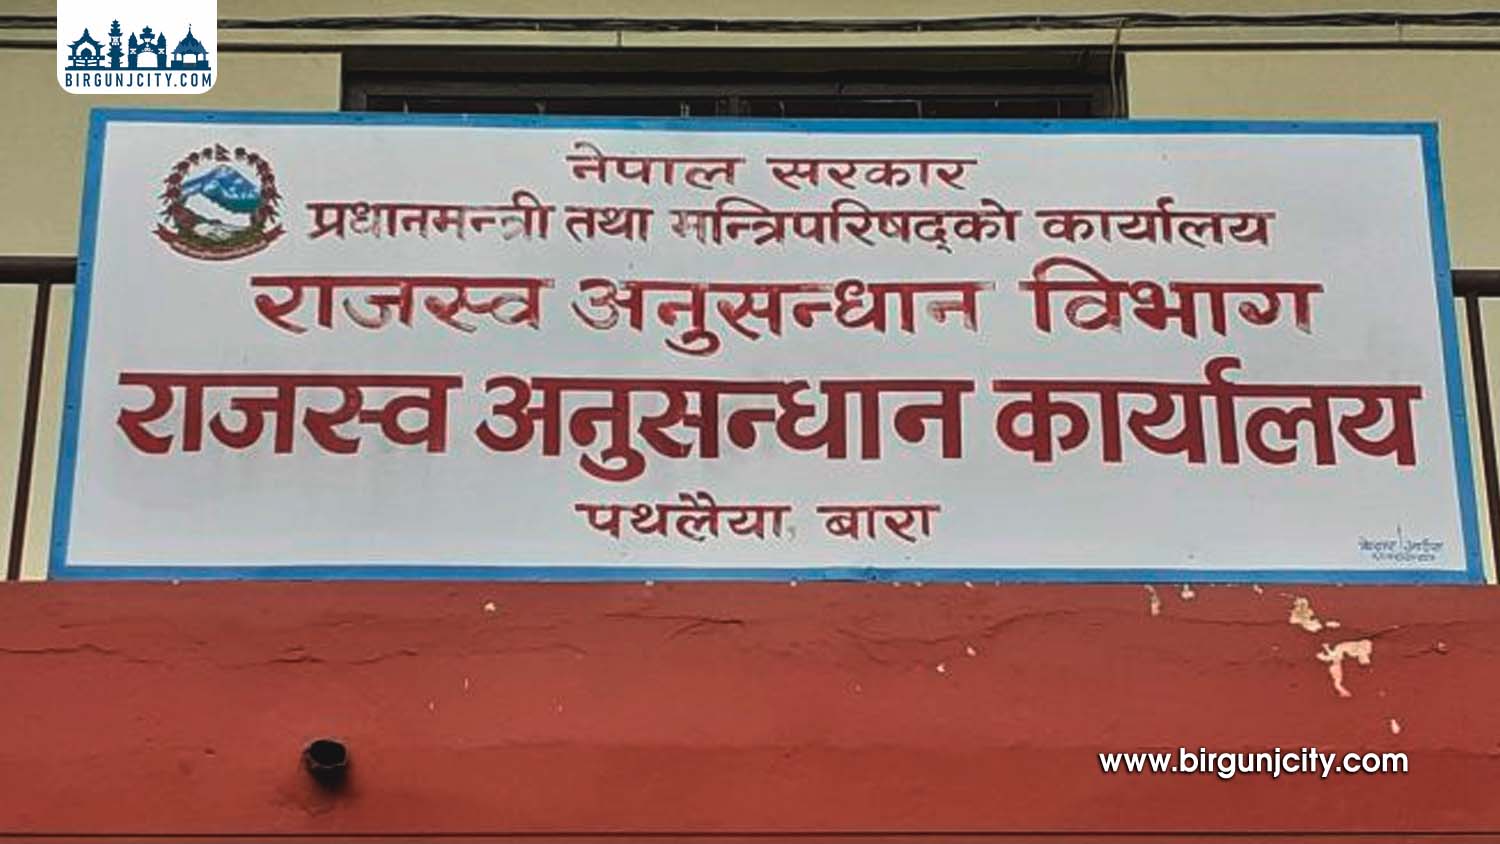 BIRGUNJCITY.COM
नेपाल सरकार
प्रधानमन्त्री तथा मन्त्रिपरिषद्को कार्यालय
राजस्व अनुसन्धान विभाग
राजस्व अनुसन्धान कार्यालय
पथलैया, बारा
www.birgunjcity.com